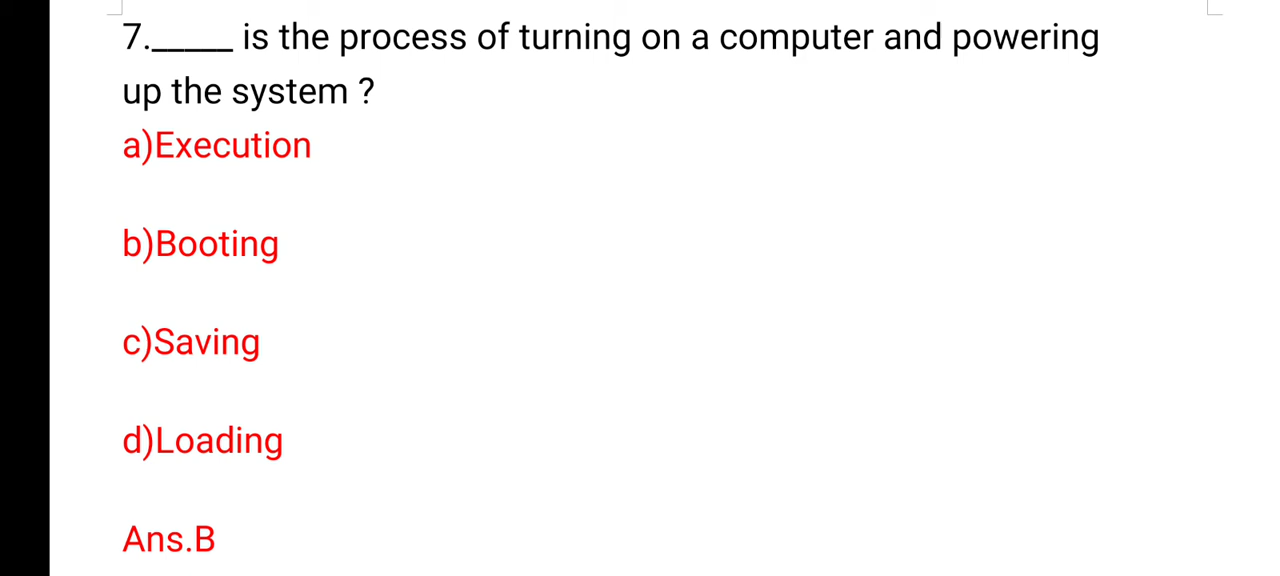 7._____ is the process of turning on a computer and powering
up the system ?
a)Execution
b)Booting
c)Saving
d)Loading
Ans.B